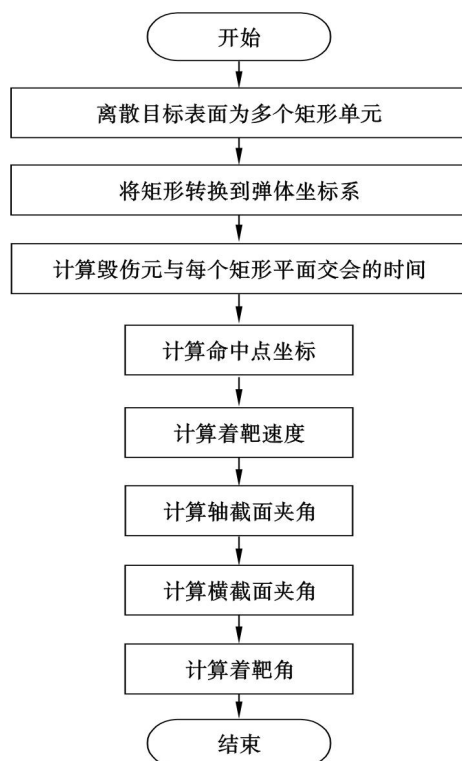 开始
离散目标表面为多个矩形单元
将矩形转换到弹体坐标系
计算毁伤元与每个矩形平面交会的时间
计算命中点坐标
计算着靶速度
计算轴截面夹角
计算横截面夹角
计算着靶角
结束